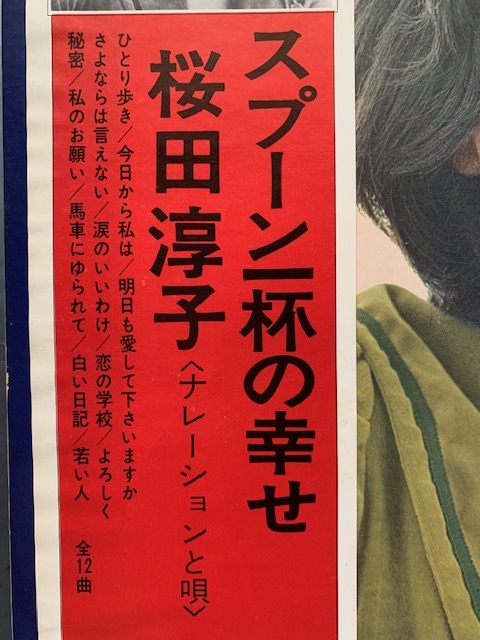 スプーン一杯の幸せ
桜田淳子〈ナレーションと唄〉
ひとり歩き/今日から私は/明日も愛して下さいますか
さよならは言えない/涙のいいわけ/恋の学校/よろしく
秘密/私のお願い/馬車にゆられて/白い日記/若い人
全12曲